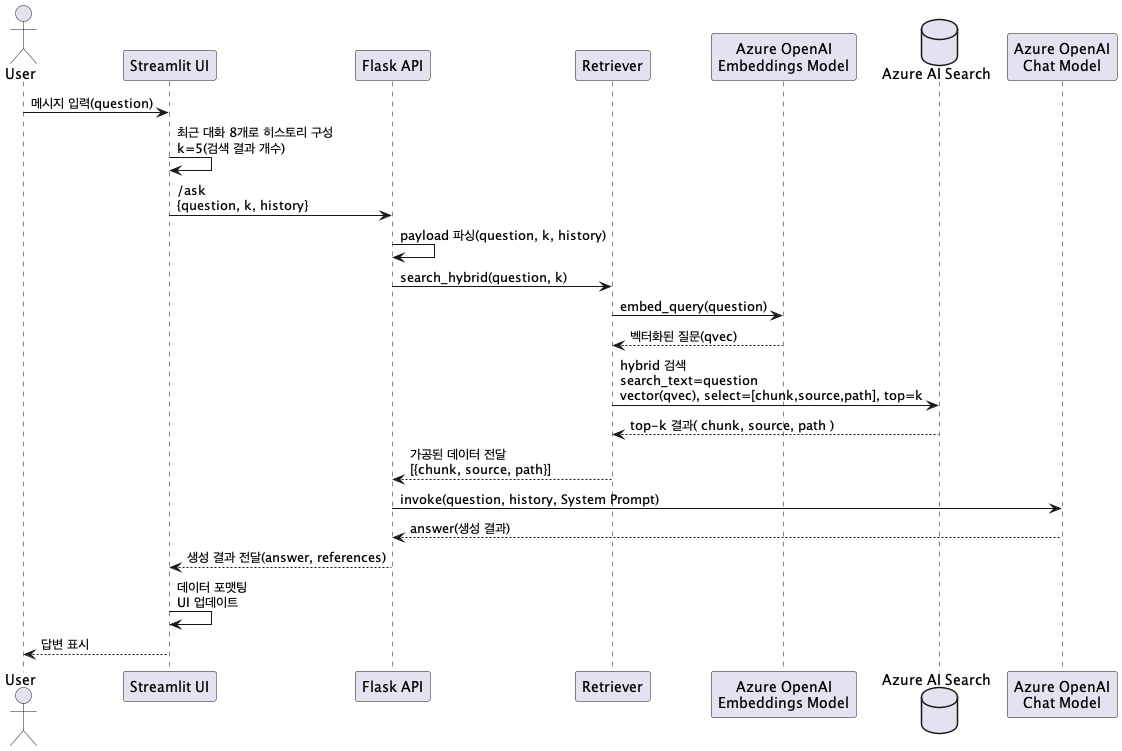 User
Streamlit UI
Flask API
Retriever
Azure OpenAI
Embeddings Model
Azure AI Search
Azure OpenAI
Chat Model
메시지 입력(question)
최근 대화 8개로 히스토리 구성
k=5(검색 결과 개수)
/ask
{question, k, history}
payload 파싱(question, k, history)
search_hybrid(question, k)
embed_query(question)
벡터화된 질문(qvec)
hybrid 검색
search_text=question
vector(qvec), select=[chunk,source,path], top=k
top-k 결과( chunk, source, path )
가공된 데이터 전달
[{chunk, source, path}]
invoke(question, history, System Prompt)
answer(생성 결과)
생성 결과 전달(answer, references)
데이터 포맷팅
UI 업데이트
답변 표시
User
Streamlit UI
Flask API
Retriever
Azure OpenAI
Embeddings Model
Azure AI Search
Azure OpenAI
Chat Model